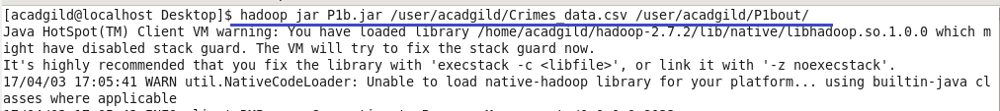 [acadgild@localhost Desktop]$ hadoop jar P1b.jar /user/acadgild/Crimes_data.csv /user/acadgild/P1bout/
Java HotSpot(TM) Client VM warning: You have loaded library /home/acadgild/hadoop-2.7.2/lib/native/libhadoop.so.1.0.0 which m
ight have disabled stack guard. The VM will try to fix the stack guard now.
It's highly recommended that you fix the library with 'execstack -c <libfile>', or link it with '-z noexecstack'.
17/04/03 17:05:41 WARN util.NativeCodeLoader: Unable to load native-hadoop library for your platform... using builtin-java cl
asses where applicable